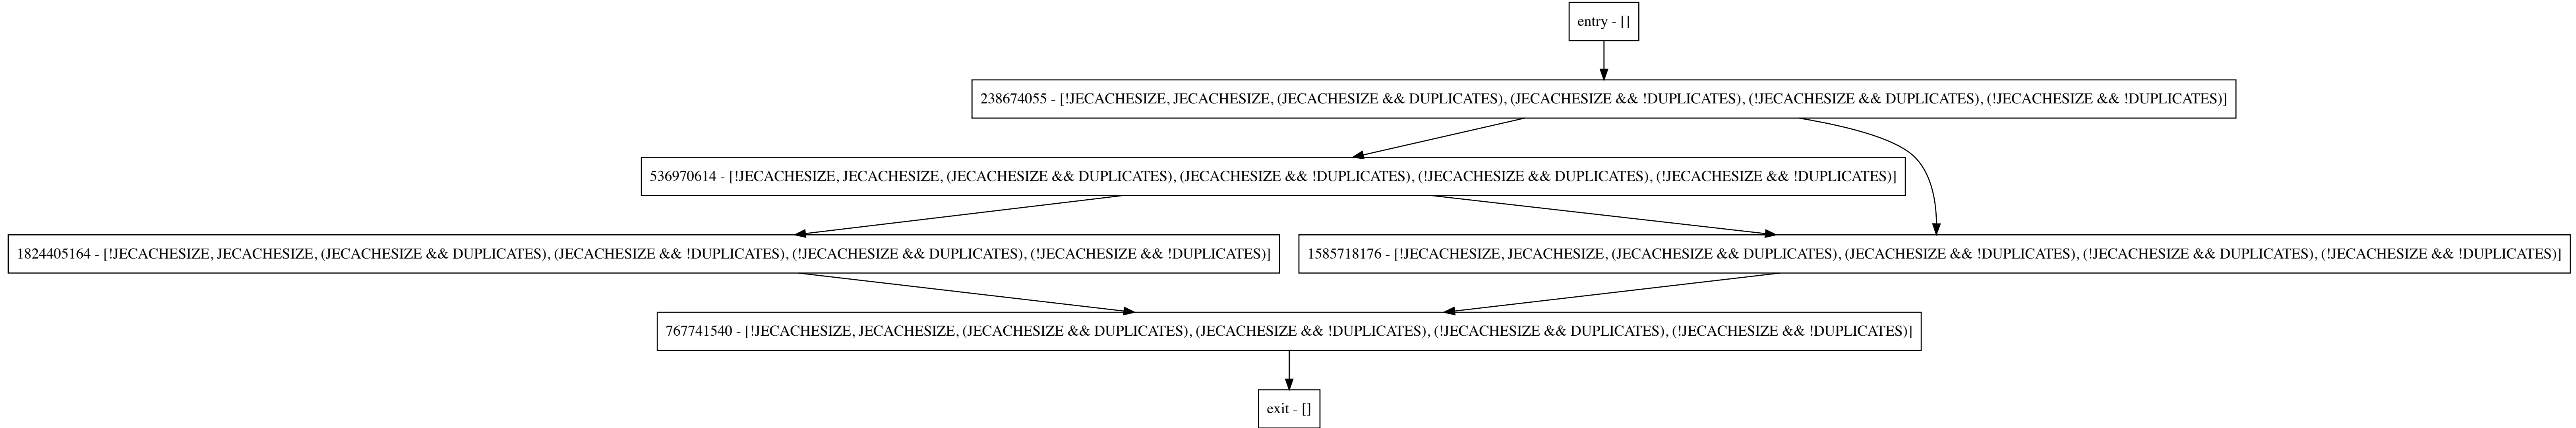 entry - []
238674055 - [!JECACHESIZE, JECACHESIZE, (JECACHESIZE && DUPLICATES), (JECACHESIZE && !DUPLICATES), (!JECACHESIZE && DUPLICATES), (!JECACHESIZE && !DUPLICATES)]
536970614 - [!JECACHESIZE, JECACHESIZE, (JECACHESIZE && DUPLICATES), (JECACHESIZE && !DUPLICATES), (!JECACHESIZE && DUPLICATES), (!JECACHESIZE && !DUPLICATES)]
1824405164 - [!JECACHESIZE, JECACHESIZE, (JECACHESIZE && DUPLICATES), (JECACHESIZE && !DUPLICATES), (!JECACHESIZE && DUPLICATES), (!JECACHESIZE && !DUPLICATES)]
1585718176 - [!JECACHESIZE, JECACHESIZE, (JECACHESIZE && DUPLICATES), (JECACHESIZE && !DUPLICATES), (!JECACHESIZE && DUPLICATES), (!JECACHESIZE && !DUPLICATES)]
767741540 - [!JECACHESIZE, JECACHESIZE, (JECACHESIZE && DUPLICATES), (JECACHESIZE && !DUPLICATES), (!JECACHESIZE && DUPLICATES), (!JECACHESIZE && !DUPLICATES)]
exit - []